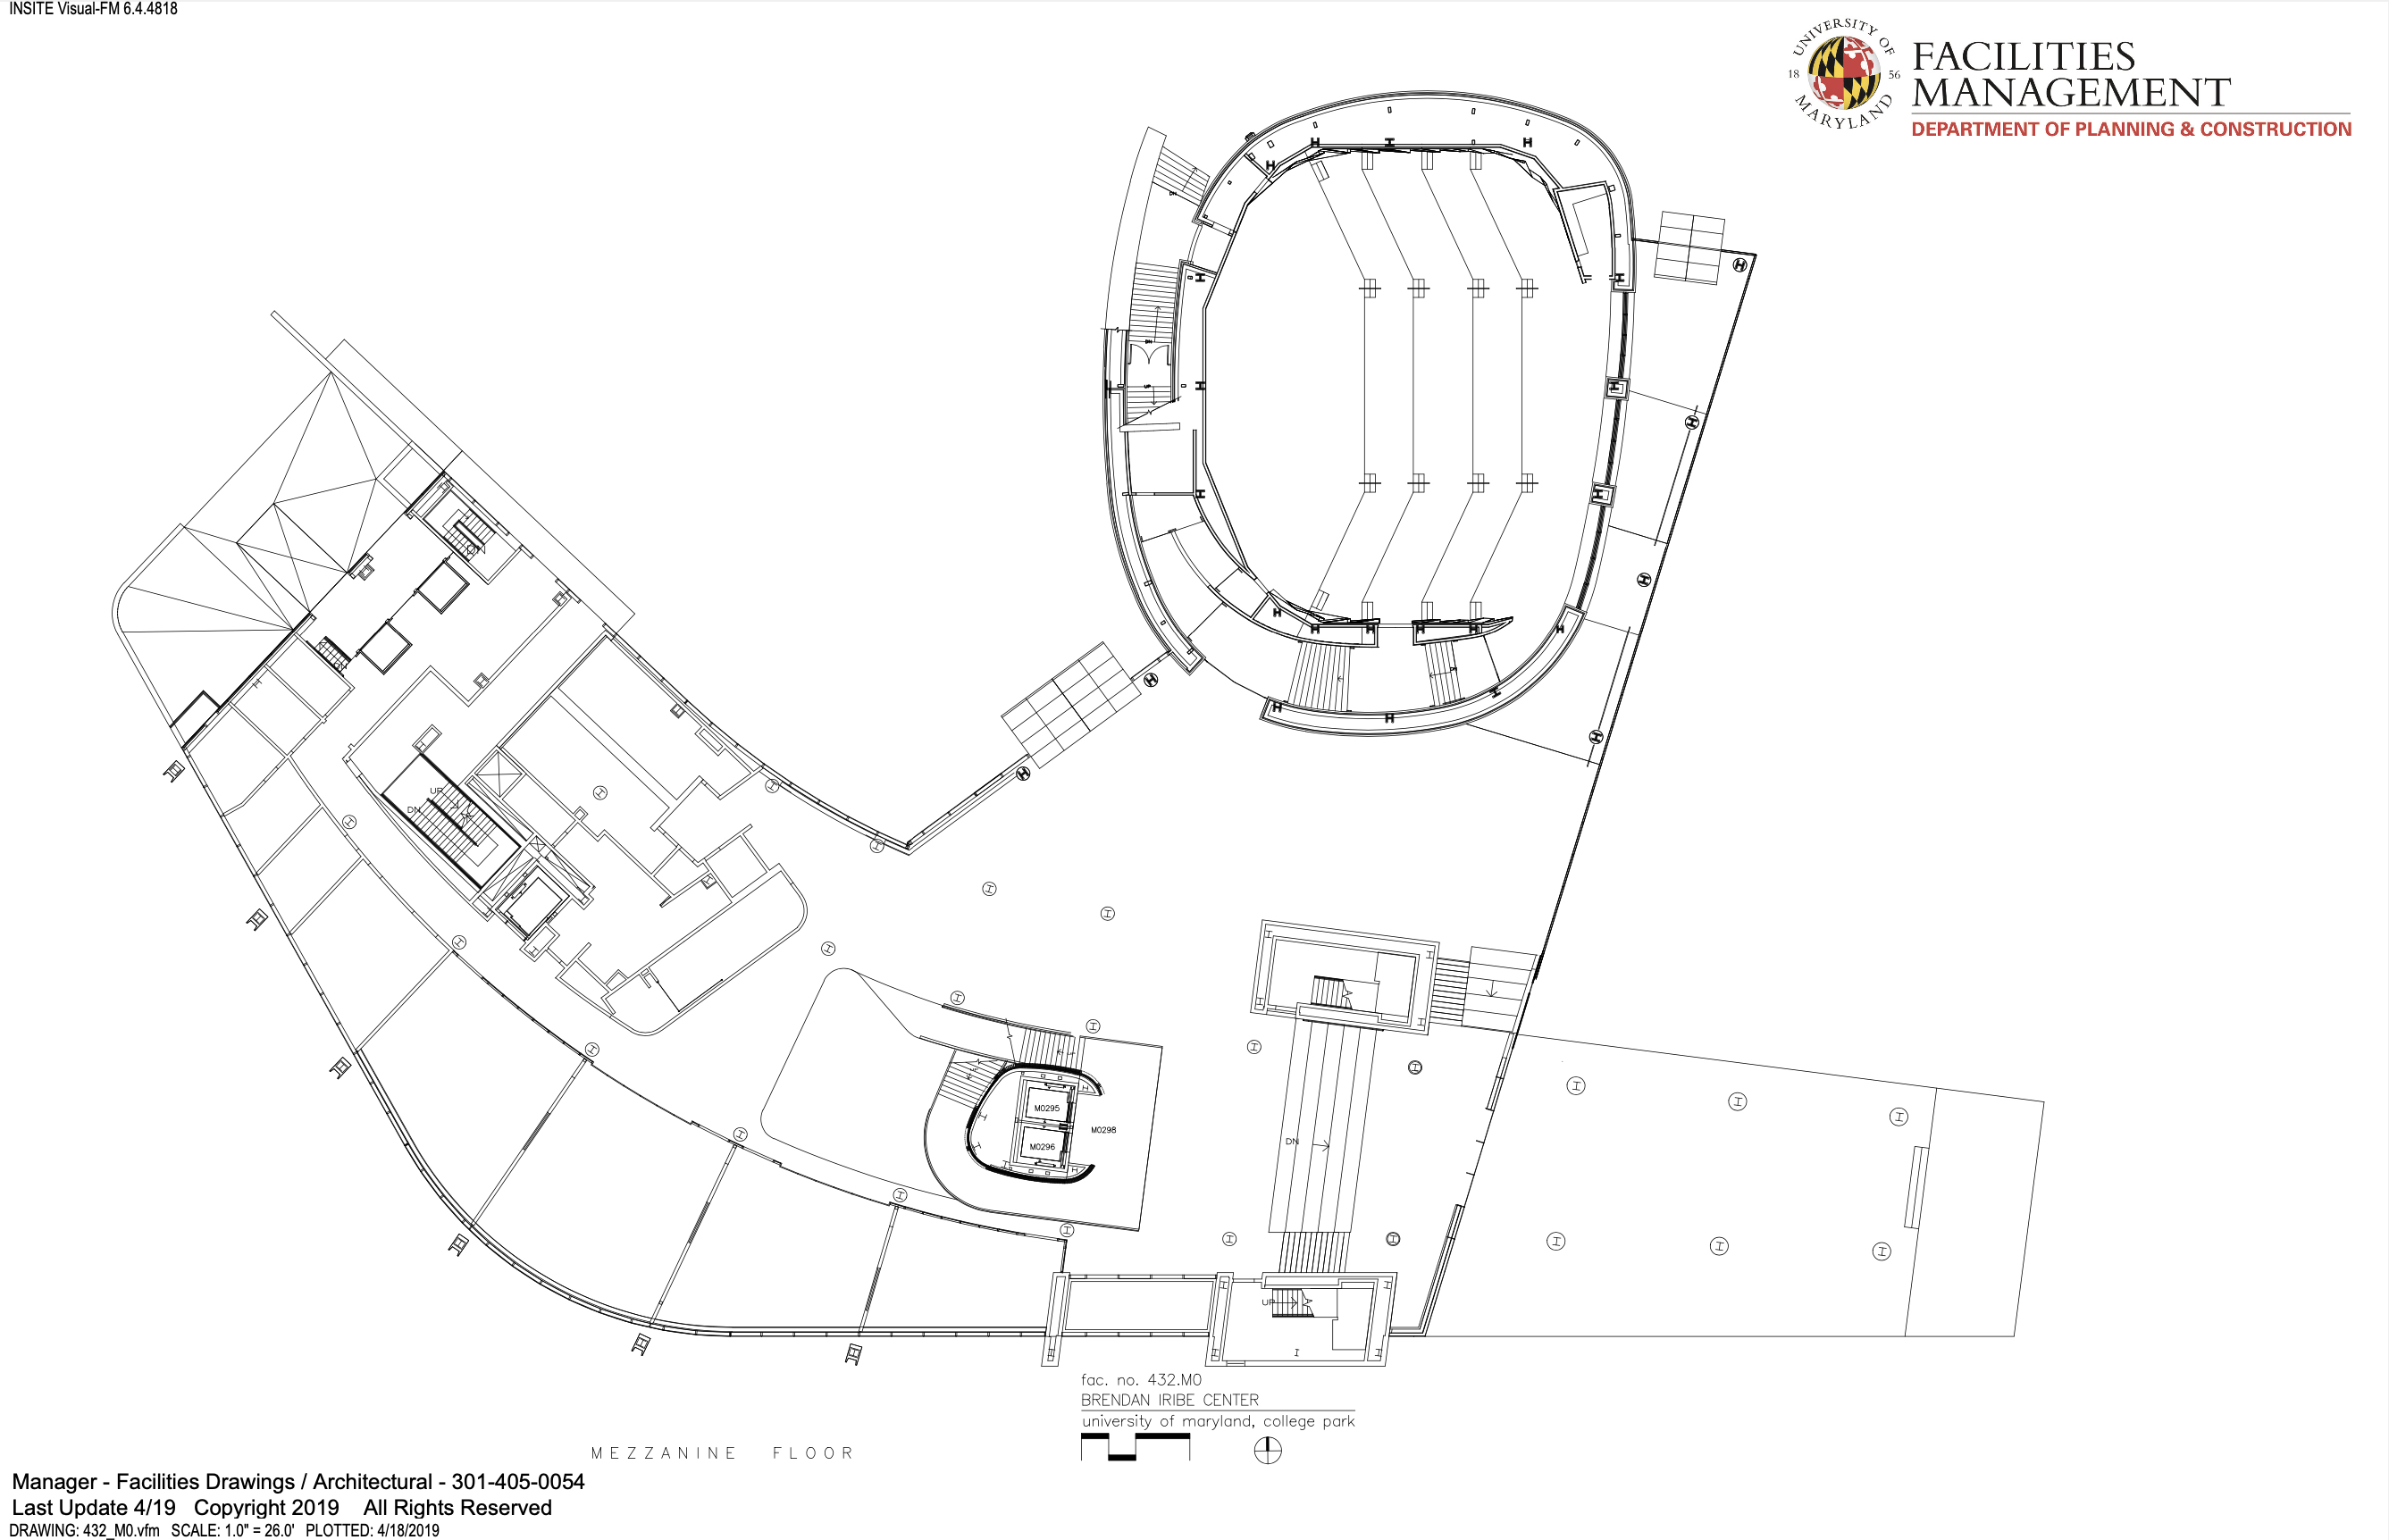 INSITE Visual-FM 6.4.4818
UNIVERSITY OF
18 56
MARYLAND
FACILITIES
MANAGEMENT
DEPARTMENT OF PLANNING & CONSTRUCTION
DN
DN
UP
DN
M0295
M0298
M0296
DN
UP
fac. no. 432.M0
BRENDAN IRIBE CENTER
university of maryland, college park
MEZZANINE FLOOR
Manager - Facilities Drawings / Architectural - 301-405-0054
Last Update 4/19 Copyright 2019 All Rights Reserved
DRAWING: 432_M0.vfm SCALE: 1.0" = 26.0' PLOTTED: 4/18/2019